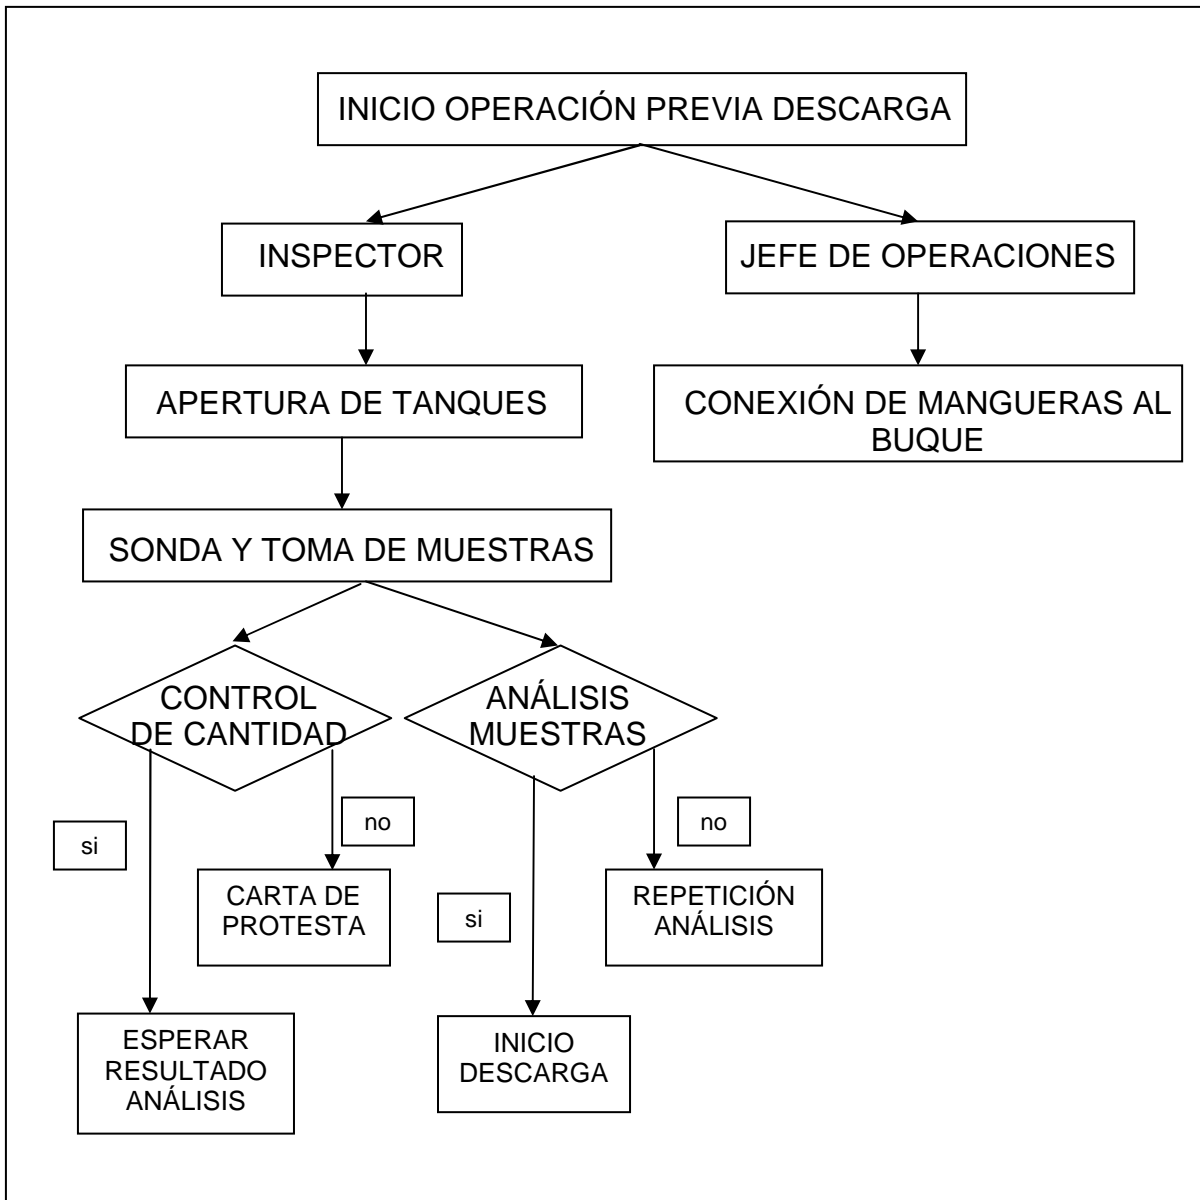 INICIO OPERACIÓN PREVIA DESCARGA
INSPECTOR
JEFE DE OPERACIONES
APERTURA DE TANQUES
CONEXIÓN DE MANGUERAS AL
BUQUE
SONDA Y TOMA DE MUESTRAS
CONTROL
DE CANTIDAD
ANÁLISIS
MUESTRAS
si
no
no
CARTA DE
PROTESTA
si
REPETICIÓN
ANÁLISIS
ESPERAR
RESULTADO
ANÁLISIS
INICIO
DESCARGA